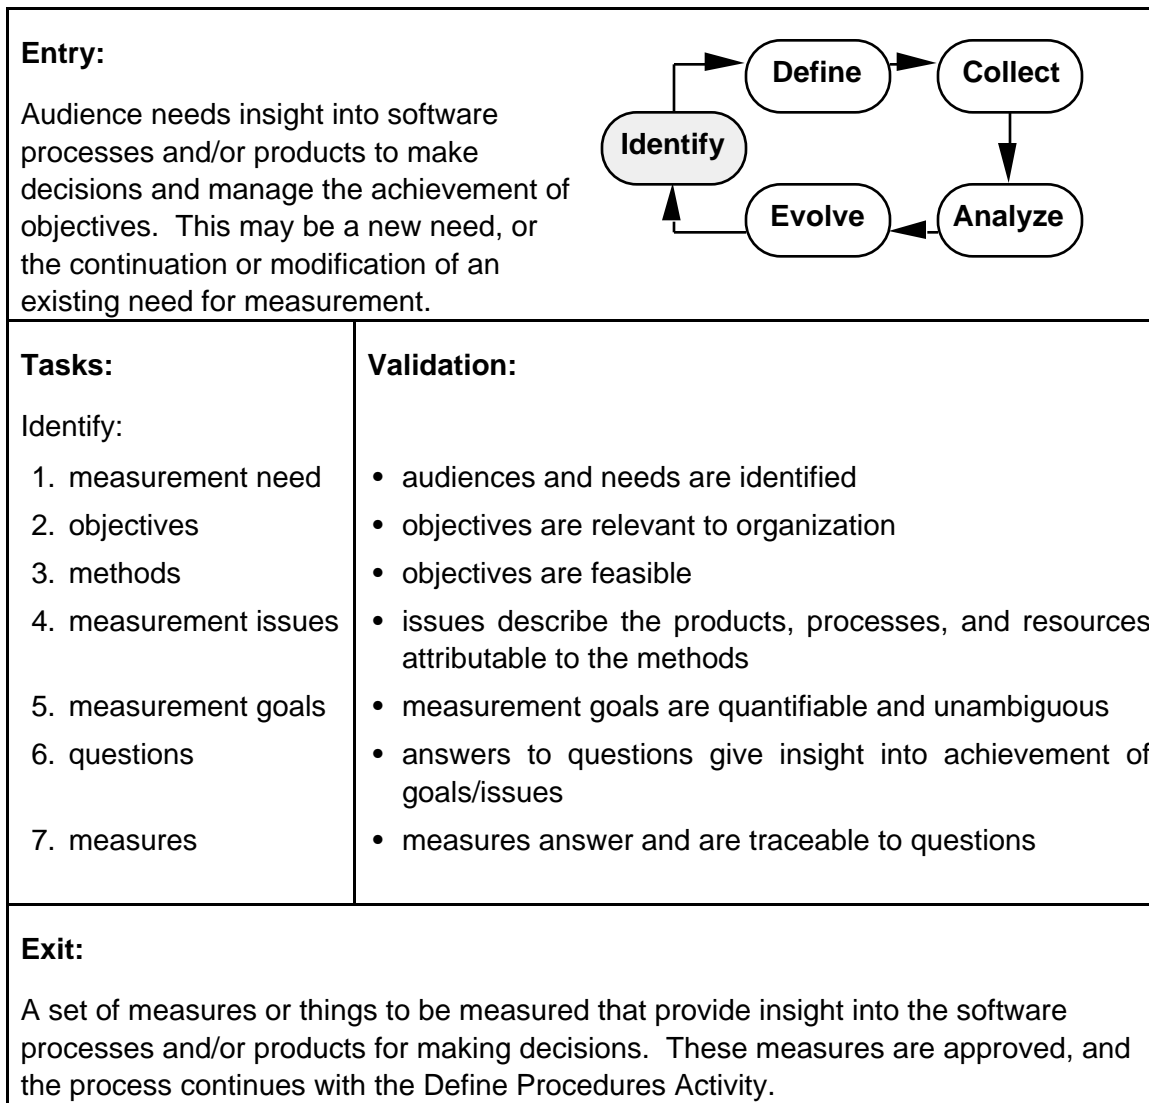 Entry:
Audience needs insight into software
processes and/or products to make
decisions and manage the achievement of
objectives.  This may be a new need, or
the continuation or modification of an
existing need for measurement.
Define
Collect
Identify
Evolve
Analyze
Tasks:
Validation:
Identify:
1. measurement need
• audiences and needs are identified
2. objectives
• objectives are relevant to organization
3. methods
• objectives are feasible
4. measurement issues
• issues describe the products, processes, and resources
attributable to the methods
5. measurement goals
• measurement goals are quantifiable and unambiguous
6. questions
• answers to questions give insight into achievement of
goals/issues
7. measures
• measures answer and are traceable to questions
Exit:
A set of measures or things to be measured that provide insight into the software
processes and/or products for making decisions.  These measures are approved, and
the process continues with the Define Procedures Activity.